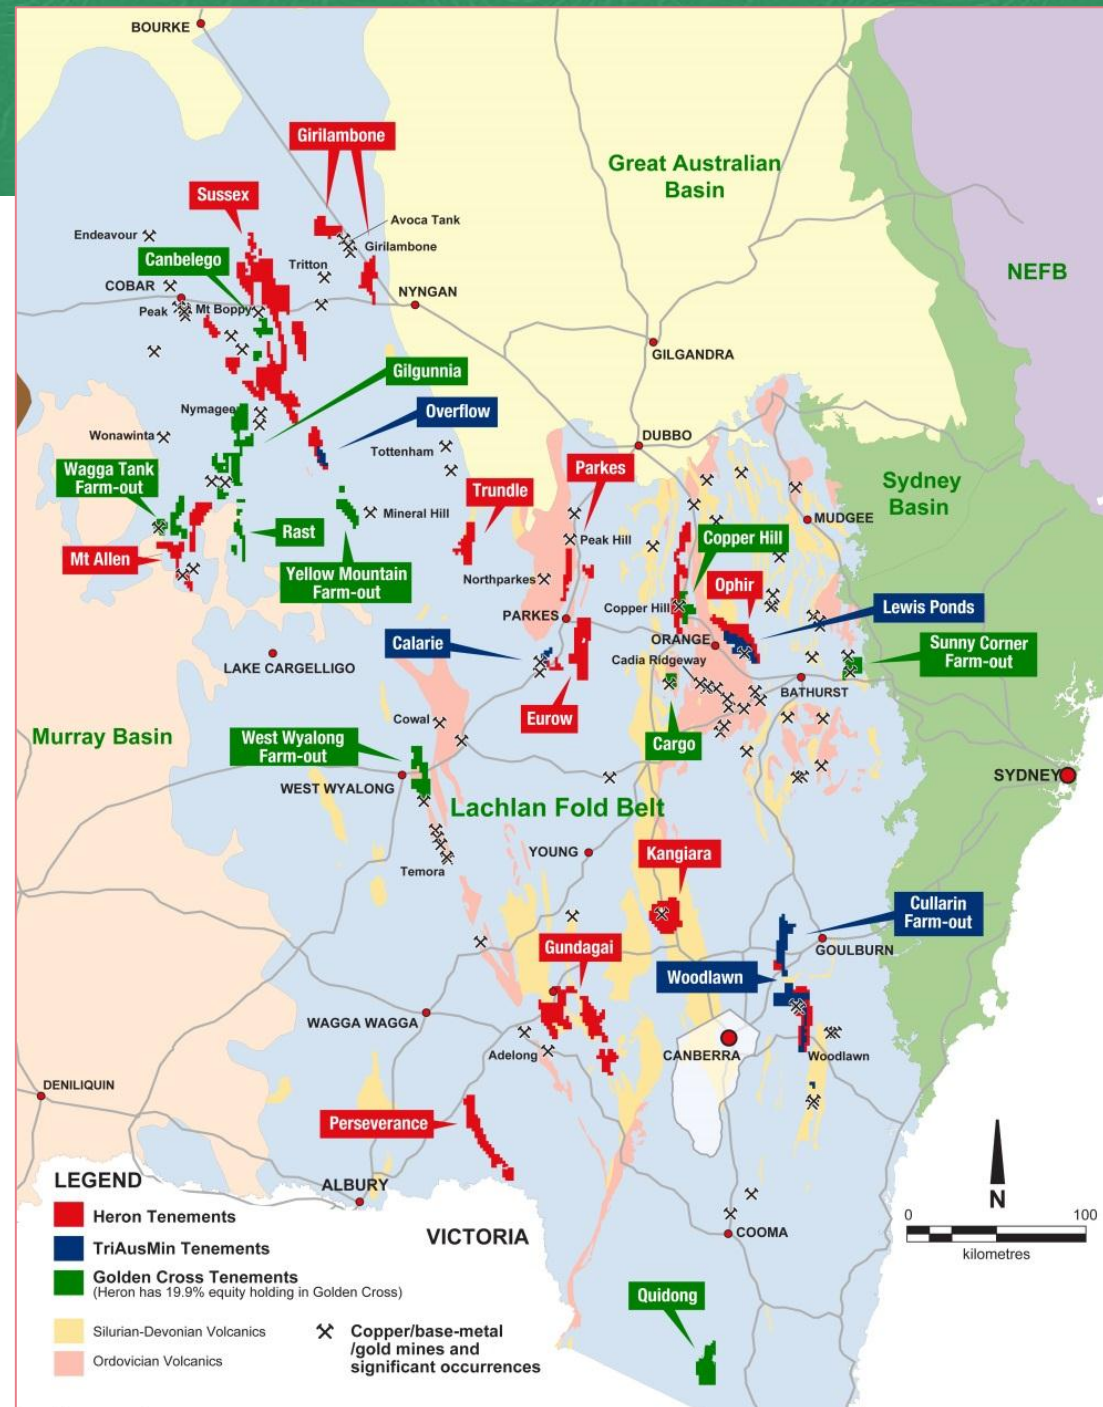 BOURKE
Girilambone
Great Australian
Basin
Sussex
Avoca Tank
Endeavour
Girilambone
Canbelego
Tritton
NEFB
COBAR
NYNGAN
Peak
Mt Boppy
GILGANDRA
Gilgunnia
Nymagee
Overflow
Wonawinta
DUBBO
Tottenham
Parkes
Wagga Tank
Farm-out
Trundle
Sydney
Basin
Mineral Hill
MUDGEE
Rast
Peak Hill
Copper Hill
Mt Allen
Yellow Mountain
Farm-out
Northparkes
Ophir
Copper Hill
Lewis Ponds
PARKES
Calarie
ORANGE
Sunny Corner
Farm-out
LAKE CARGELLIGO
Cadia Ridgeway
BATHURST
Eurow
Cowal
Murray Basin
West Wyalong
Farm-out
Cargo
SYDNEY
WEST WYALONG
Lachlan Fold Belt
YOUNG
Kangiara
Temora
Cullarin
Farm-out
Gundagai
GOULBURN
Woodlawn
WAGGA WAGGA
Adelong
CANBERRA
Woodlawn
DENILIQUIN
Perseverance
LEGEND
ALBURY
Heron Tenements
VICTORIA
N
0 100
kilometres
COOMA
TriAusMin Tenements
Golden Cross Tenements
(Heron has 19.9% equity holding in Golden Cross)
Quidong
Silurian-Devonian Volcanics
Ordovician Volcanics
Copper/base-metal
/gold mines and
significant occurrences